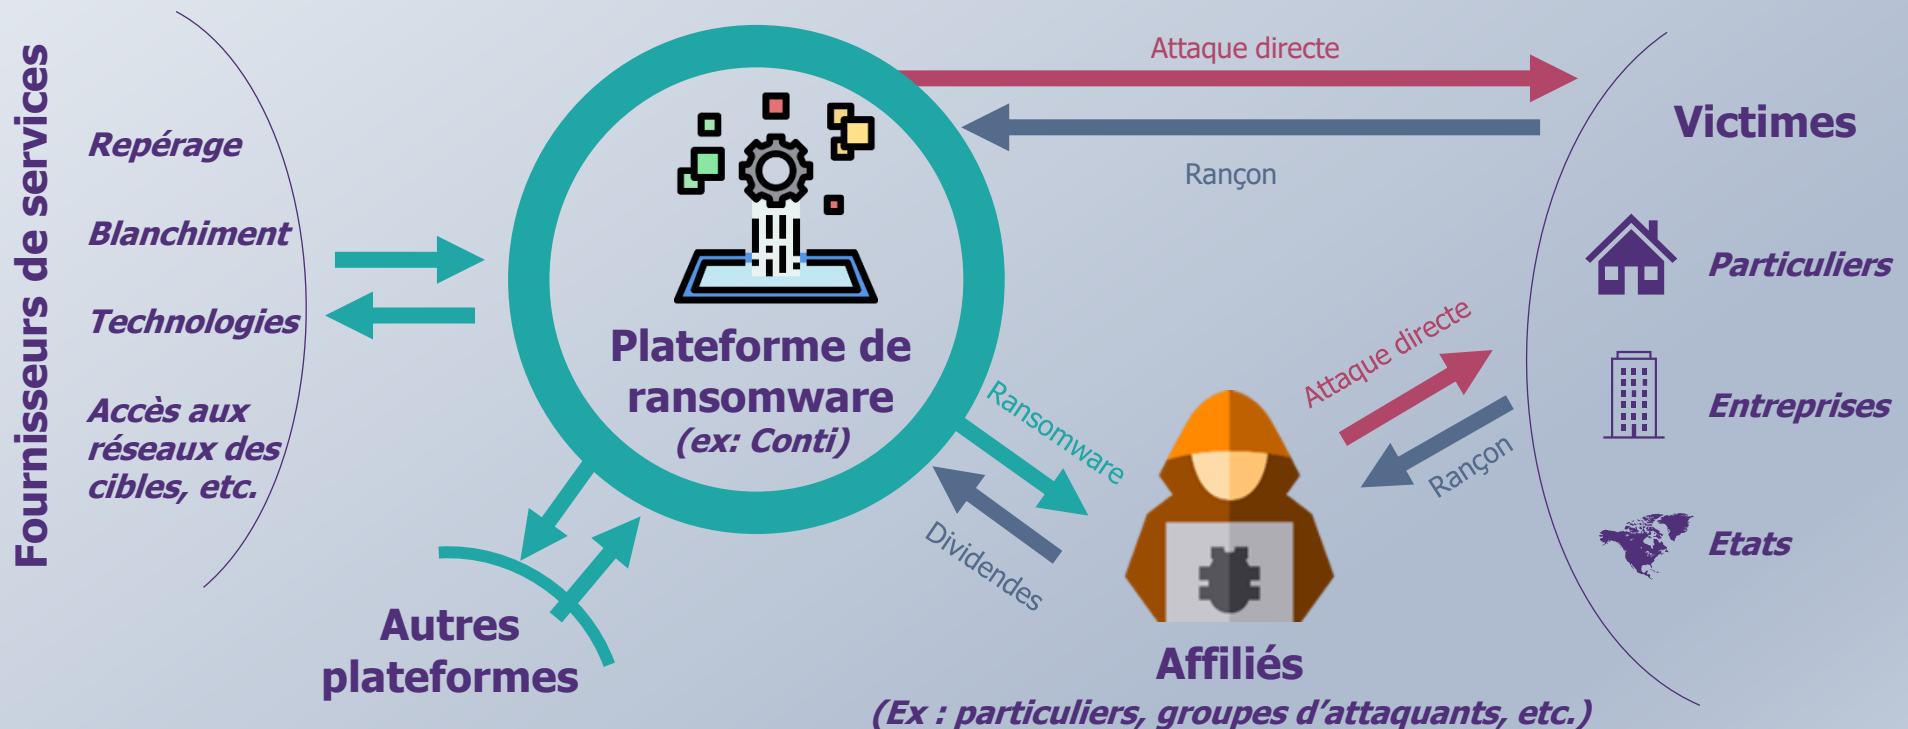 Fournisseurs de services
Repérage
Blanchiment
Technologies
Accès aux
réseaux des
cibles, etc.
Plateforme de
ransomware
(ex: Conti)
Autres
plateformes
Attaque directe
Rançon
Ransomware
Dividendes
Attaque directe
Rançon
Affiliés
(Ex : particuliers, groupes d’attaquants, etc.)
Victimes
Particuliers
Entreprises
Etats